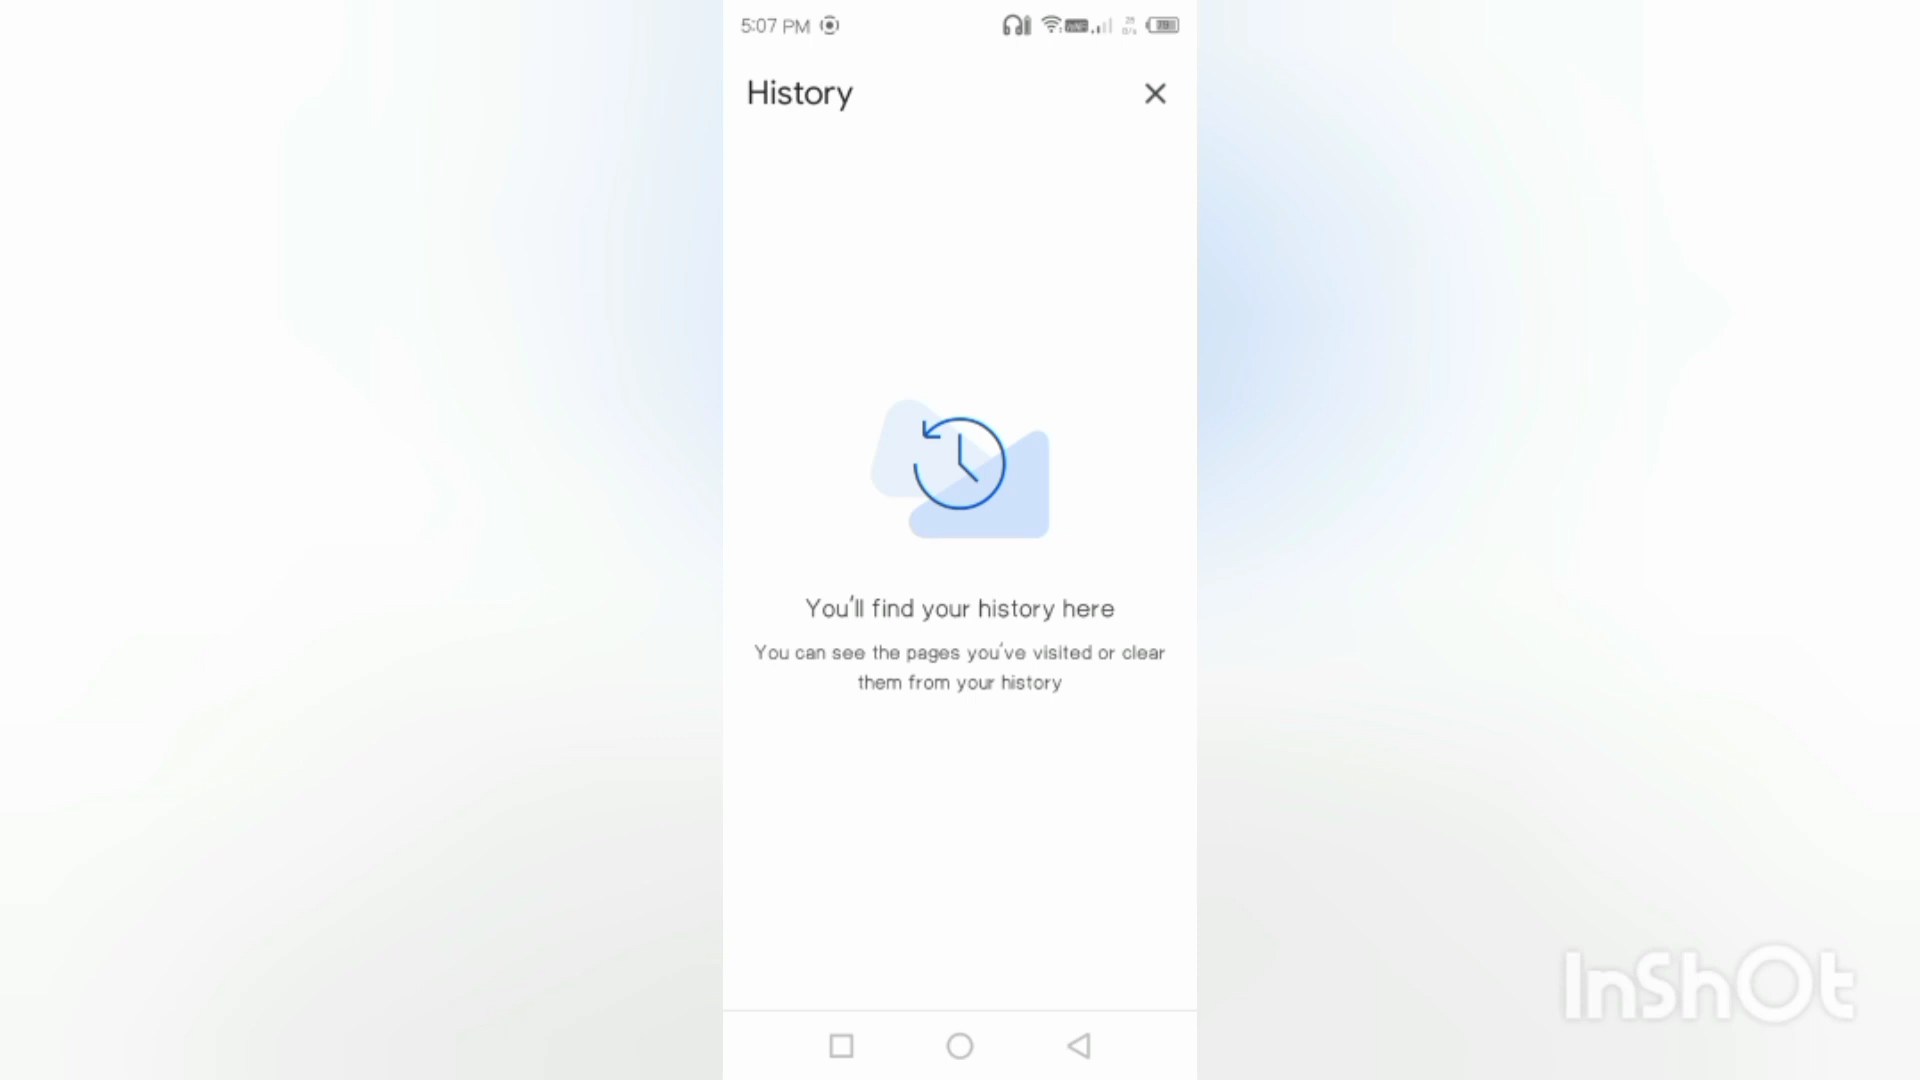 5:07 PM
History
You'll find your history here
You can see the pages you've visited or clear
them from your history
InShOt